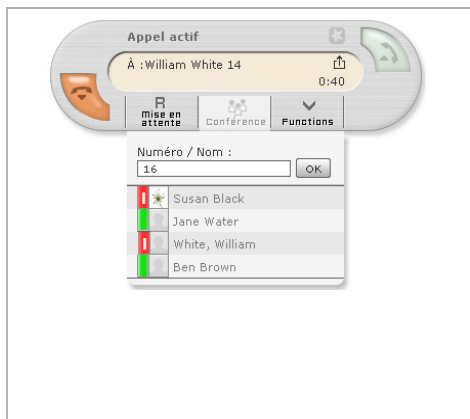 Appel actif
À :William White 14
0:40
R
Mise en
attente
Conférence
Functions
Numéro / Nom :
16
OK
Susan Black
Jane Water
White, William
Ben Brown